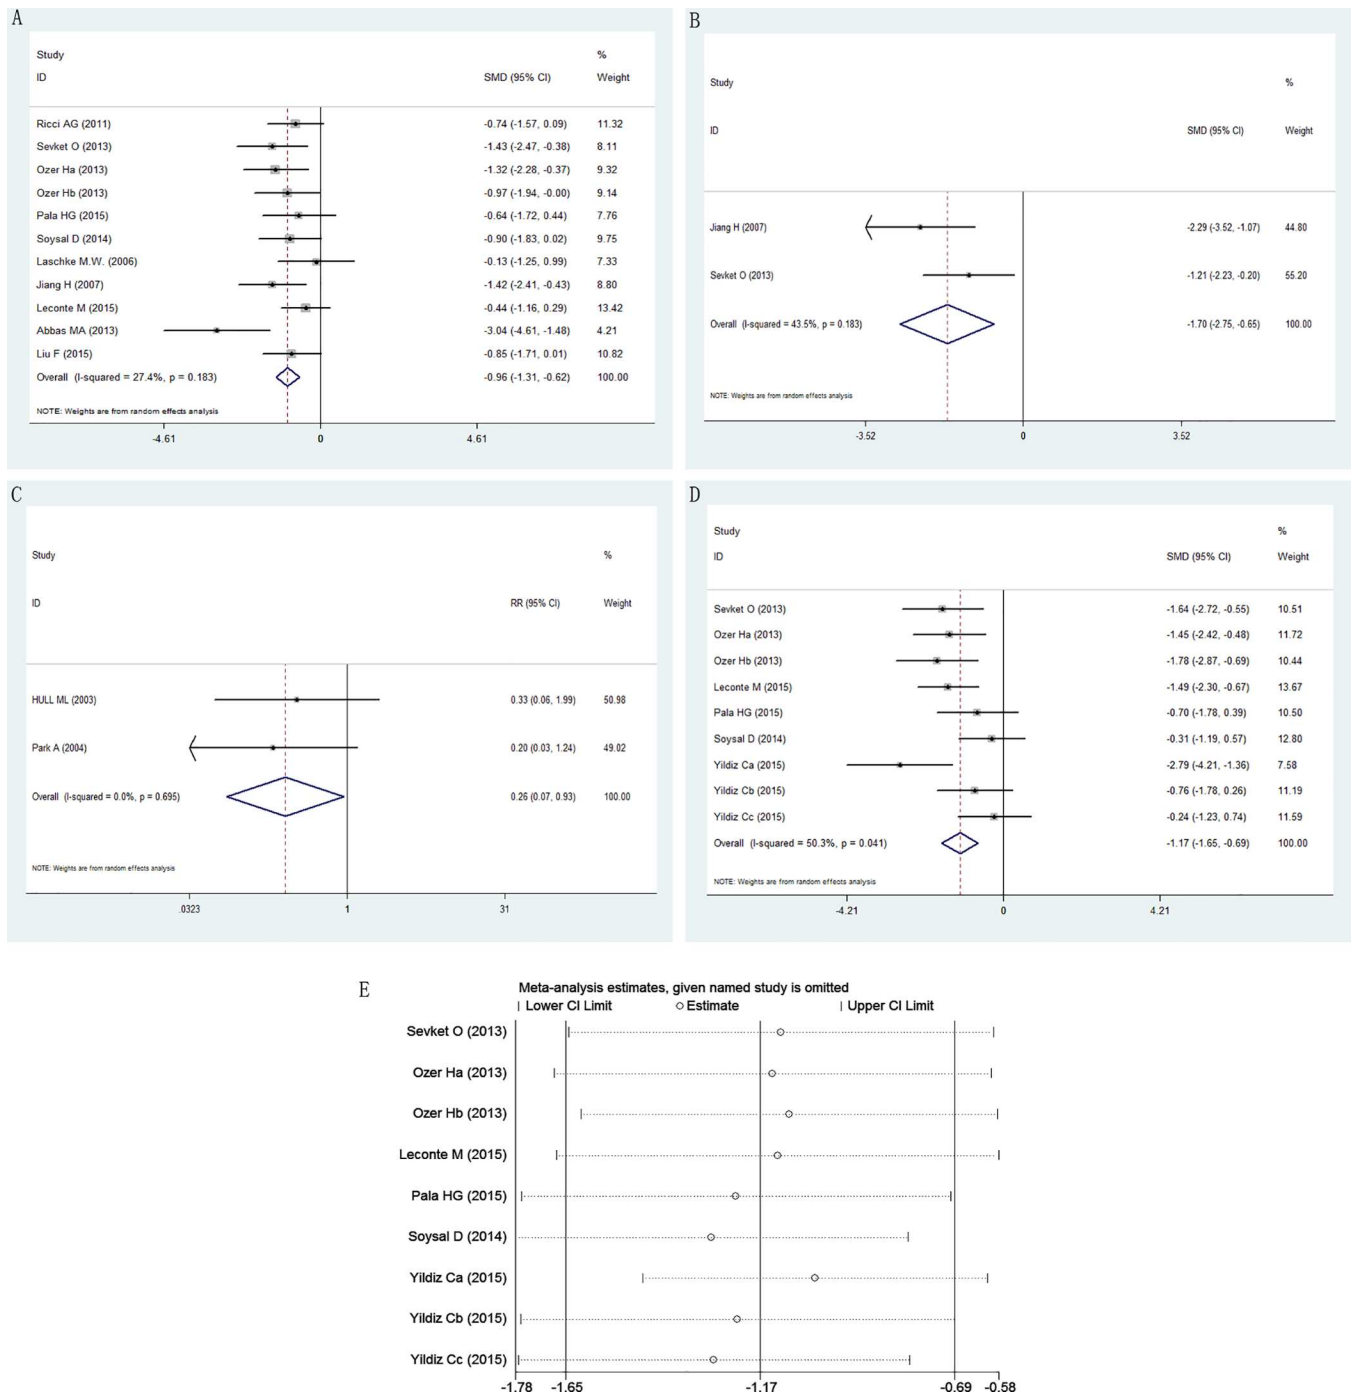 A
Study %
ID SMD (95% CI) Weight
Ricci AG (2011) -0.74 (-1.57, 0.09) 11.32
Sevket O (2013) -1.43 (-2.47, -0.38) 8.11
Ozer Ha (2013) -1.32 (-2.28, -0.37) 9.32
Ozer Hb (2013) -0.97 (-1.94, -0.00) 9.14
Pala HG (2015) -0.64 (-1.72, 0.44) 7.76
Soysal D (2014) -0.90 (-1.83, 0.02) 9.75
Laschke M.W. (2006) -0.13 (-1.25, 0.99) 7.33
Jiang H (2007) -1.42 (-2.41, -0.43) 8.80
Leconte M (2015) -0.44 (-1.16, 0.29) 13.42
Abbas MA (2013) -3.04 (-4.61, -1.48) 4.21
Liu F (2015) -0.85 (-1.71, 0.01) 10.82
Overall (I-squared = 27.4%, p = 0.183) -0.96 (-1.31, -0.62) 100.00
NOTE: Weights are from random effects analysis
-4.61 0 4.61
B
Study %
ID SMD (95% CI) Weight
Jiang H (2007) -2.29 (-3.52, -1.07) 44.80
Sevket O (2013) -1.21 (-2.23, -0.20) 55.20
Overall (I-squared = 43.5%, p = 0.183) -1.70 (-2.75, -0.65) 100.00
NOTE: Weights are from random effects analysis
-3.52 0 3.52
C
Study %
ID RR (95% CI) Weight
HULL ML (2003) 0.33 (0.06, 1.99) 50.98
Park A (2004) 0.20 (0.03, 1.24) 49.02
Overall (I-squared = 0.0%, p = 0.695) 0.26 (0.07, 0.93) 100.00
NOTE: Weights are from random effects analysis
.0323 1 31
D
Study %
ID SMD (95% CI) Weight
Sevket O (2013) -1.64 (-2.72, -0.55) 10.51
Ozer Ha (2013) -1.45 (-2.42, -0.48) 11.72
Ozer Hb (2013) -1.78 (-2.87, -0.69) 10.44
Leconte M (2015) -1.49 (-2.30, -0.67) 13.67
Pala HG (2015) -0.70 (-1.78, 0.39) 10.50
Soysal D (2014) -0.31 (-1.19, 0.57) 12.80
Yildiz Ca (2015) -2.79 (-4.21, -1.36) 7.58
Yildiz Cb (2015) -0.76 (-1.78, 0.26) 11.19
Yildiz Cc (2015) -0.24 (-1.23, 0.74) 11.59
Overall (I-squared = 50.3%, p = 0.041) -1.17 (-1.65, -0.69) 100.00
NOTE: Weights are from random effects analysis
-4.21 0 4.21
E
Meta-analysis estimates, given named study is omitted
| Lower CI Limit ○ Estimate | Upper CI Limit
Sevket O (2013)
Ozer Ha (2013)
Ozer Hb (2013)
Leconte M (2015)
Pala HG (2015)
Soysal D (2014)
Yildiz Ca (2015)
Yildiz Cb (2015)
Yildiz Cc (2015)
-1.78 -1.65 -1.17 -0.69 -0.58